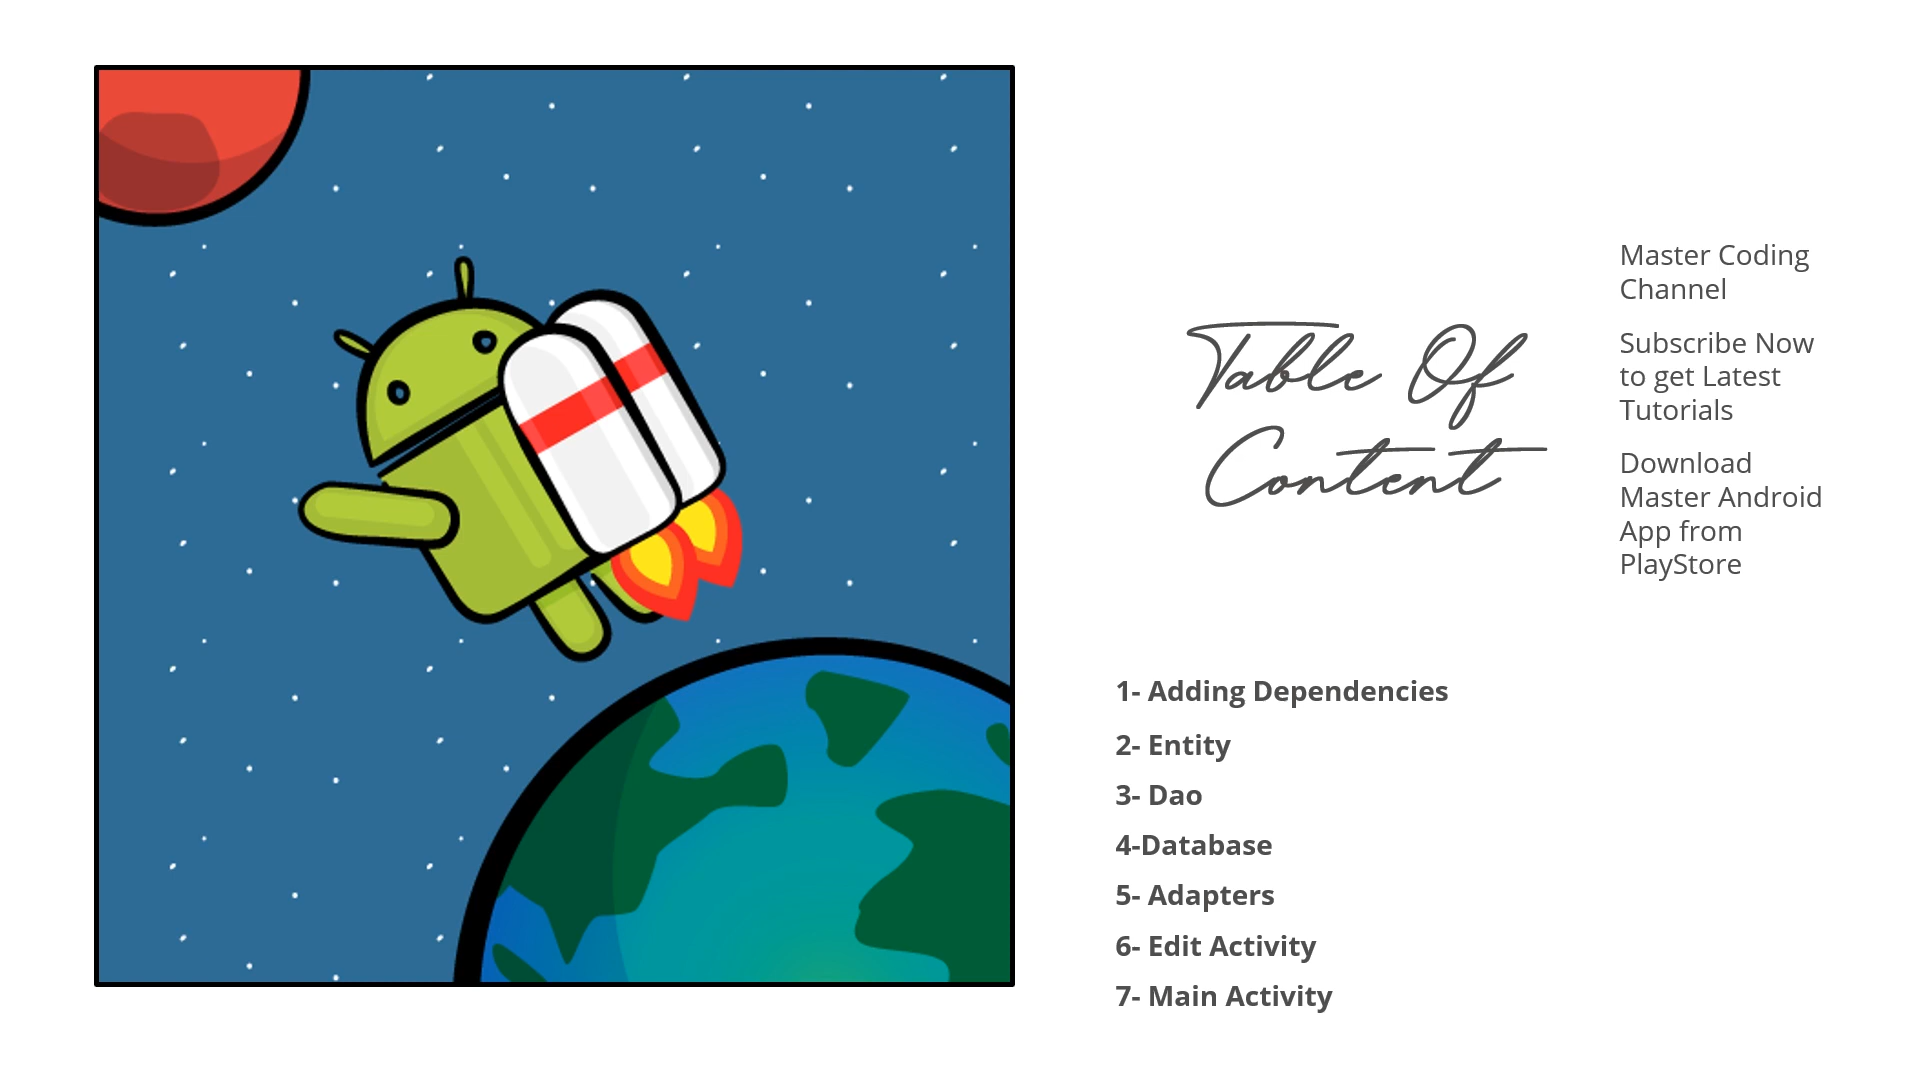 Table Of
Content
Master Coding
Channel
Subscribe Now
to get Latest
Tutorials
Download
Master Android
App from
PlayStore
1- Adding Dependencies
2- Entity
3- Dao
4-Database
5- Adapters
6- Edit Activity
7- Main Activity